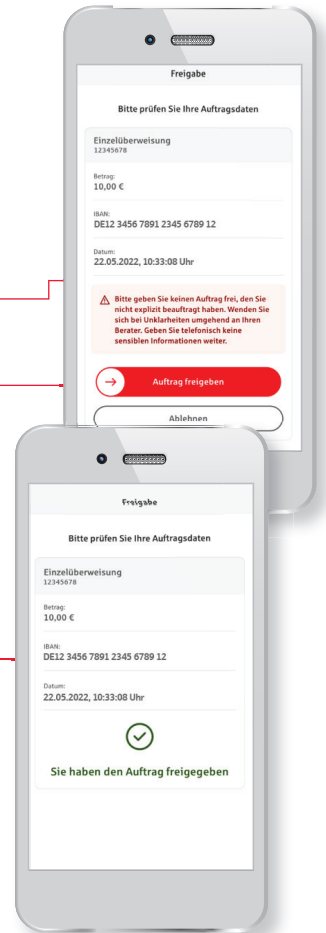 Freigabe
Bitte prüfen Sie Ihre Auftragsdaten
Einzelüberweisung
12345678
Betrag:
10,00 €
IBAN:
DE12 3456 7891 2345 6789 12
Datum:
22.05.2022, 10:33:08 Uhr
Bitte geben Sie keinen Auftrag frei, den Sie
nicht explizit beauftragt haben. Wenden Sie
sich bei Unklarheiten umgehend an Ihren
Berater. Geben Sie telefonisch keine
sensiblen Informationen weiter.
Auftrag freigeben
Ablehnen
Freigabe
Bitte prüfen Sie Ihre Auftragsdaten
Einzelüberweisung
12345678
Betrag:
10,00 €
IBAN:
DE12 3456 7891 2345 6789 12
Datum:
22.05.2022, 10:33:08 Uhr
Sie haben den Auftrag freigegeben